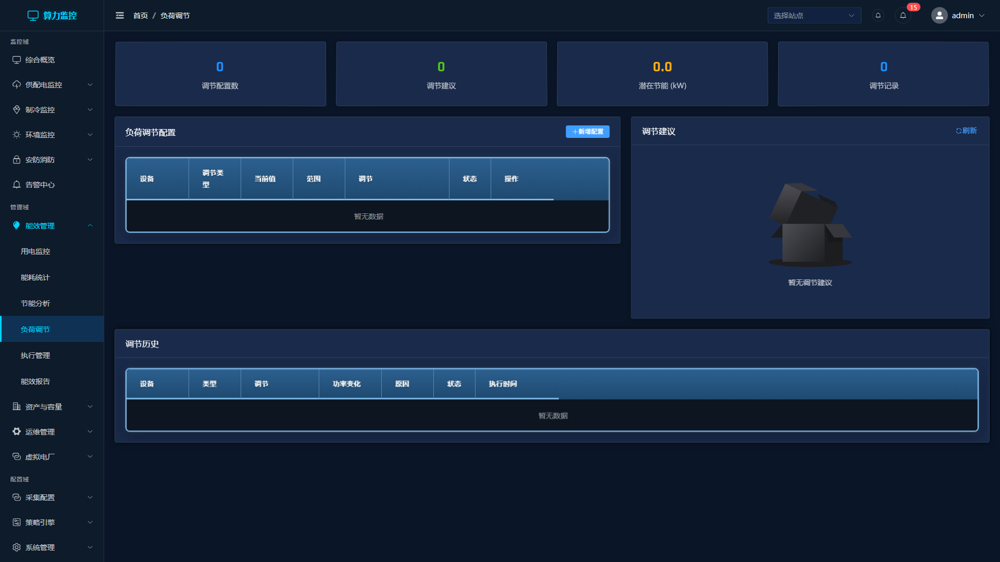 算力监控
监控域
综合概览
供配电监控
制冷监控
环境监控
安防消防
告警中心
管理域
能效管理
用电监控
能耗统计
节能分析
负荷调节
执行管理
能效报告
资产与容量
运维管理
虚拟电厂
配置域
采集配置
策略引擎
系统管理
首页 / 负荷调节
选择站点
15
admin
0
调节配置数
0
调节建议
0.0
潜在节能 (kW)
0
调节记录
负荷调节配置
新增配置
设备 调节类型 当前值 范围 调节 状态 操作
暂无数据
调节建议
刷新
暂无调节建议
调节历史
设备 类型 调节 功率变化 原因 状态 执行时间
暂无数据